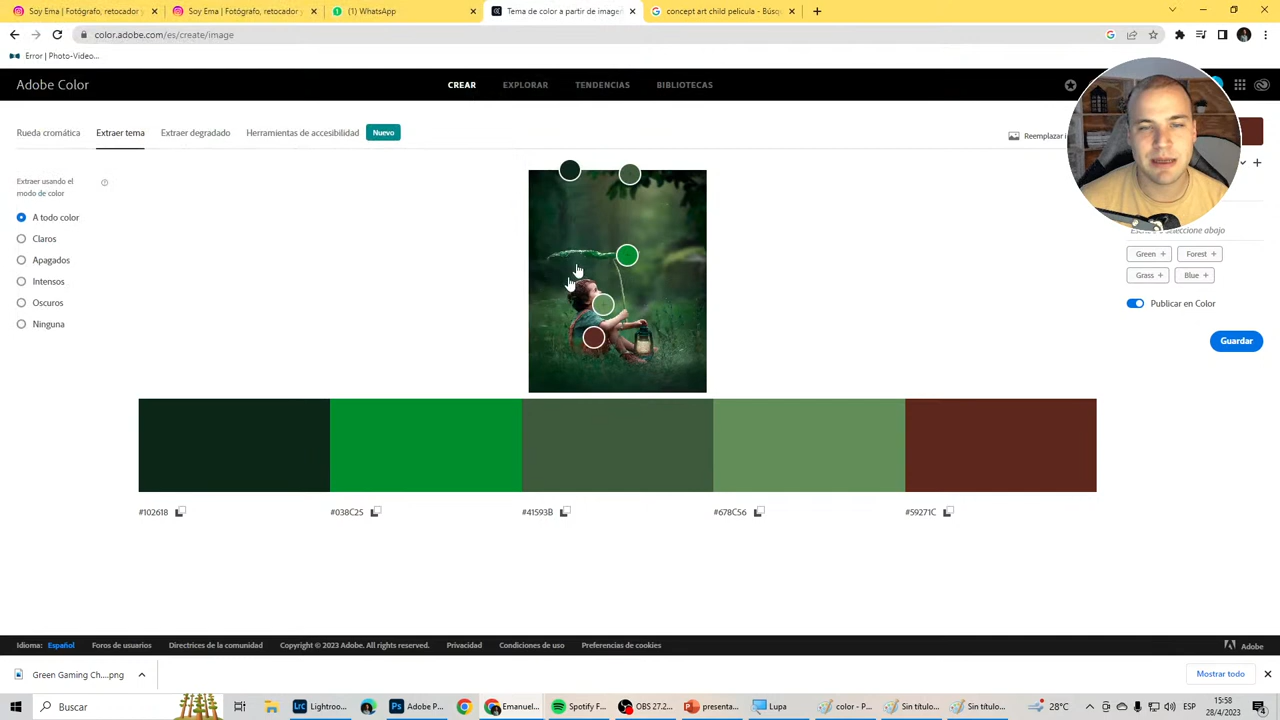 Soy Ema | Fotógrafo, retocador y
Soy Ema | Fotógrafo, retocador y
(1) WhatsApp
Tema de color a partir de image
concept art child pelicula - Búsq
color.adobe.com/es/create/image
Error | Photo-Video...
Adobe Color
CREAR
EXPLORAR
TENDENCIAS
BIBLIOTECAS
Rueda cromática
Extraer tema
Extraer degradado
Herramientas de accesibilidad
Nuevo
Reemplazar i
Extraer usando el
modo de color
A todo color
Claros
Apagados
Intensos
Oscuros
Ninguna
seleccione abajo
Green +
Forest +
Grass +
Blue +
Publicar en Color
Guardar
#102618
#038C25
#41593B
#678C56
#59271C
Idioma: Español
Foros de usuarios
Directrices de la comunidad
Copyright © 2023 Adobe. All rights reserved.
Privacidad
Condiciones de uso
Preferencias de cookies
Adobe
Green Gaming Ch....png
Mostrar todo
Buscar
LrC
Lightroo...
Ps
Adobe P...
Emanuel...
Spotify F...
OBS 27.2...
presenta...
Lupa
color - P...
Sin título...
Sin título...
28°C
ESP
15:58
28/4/2023